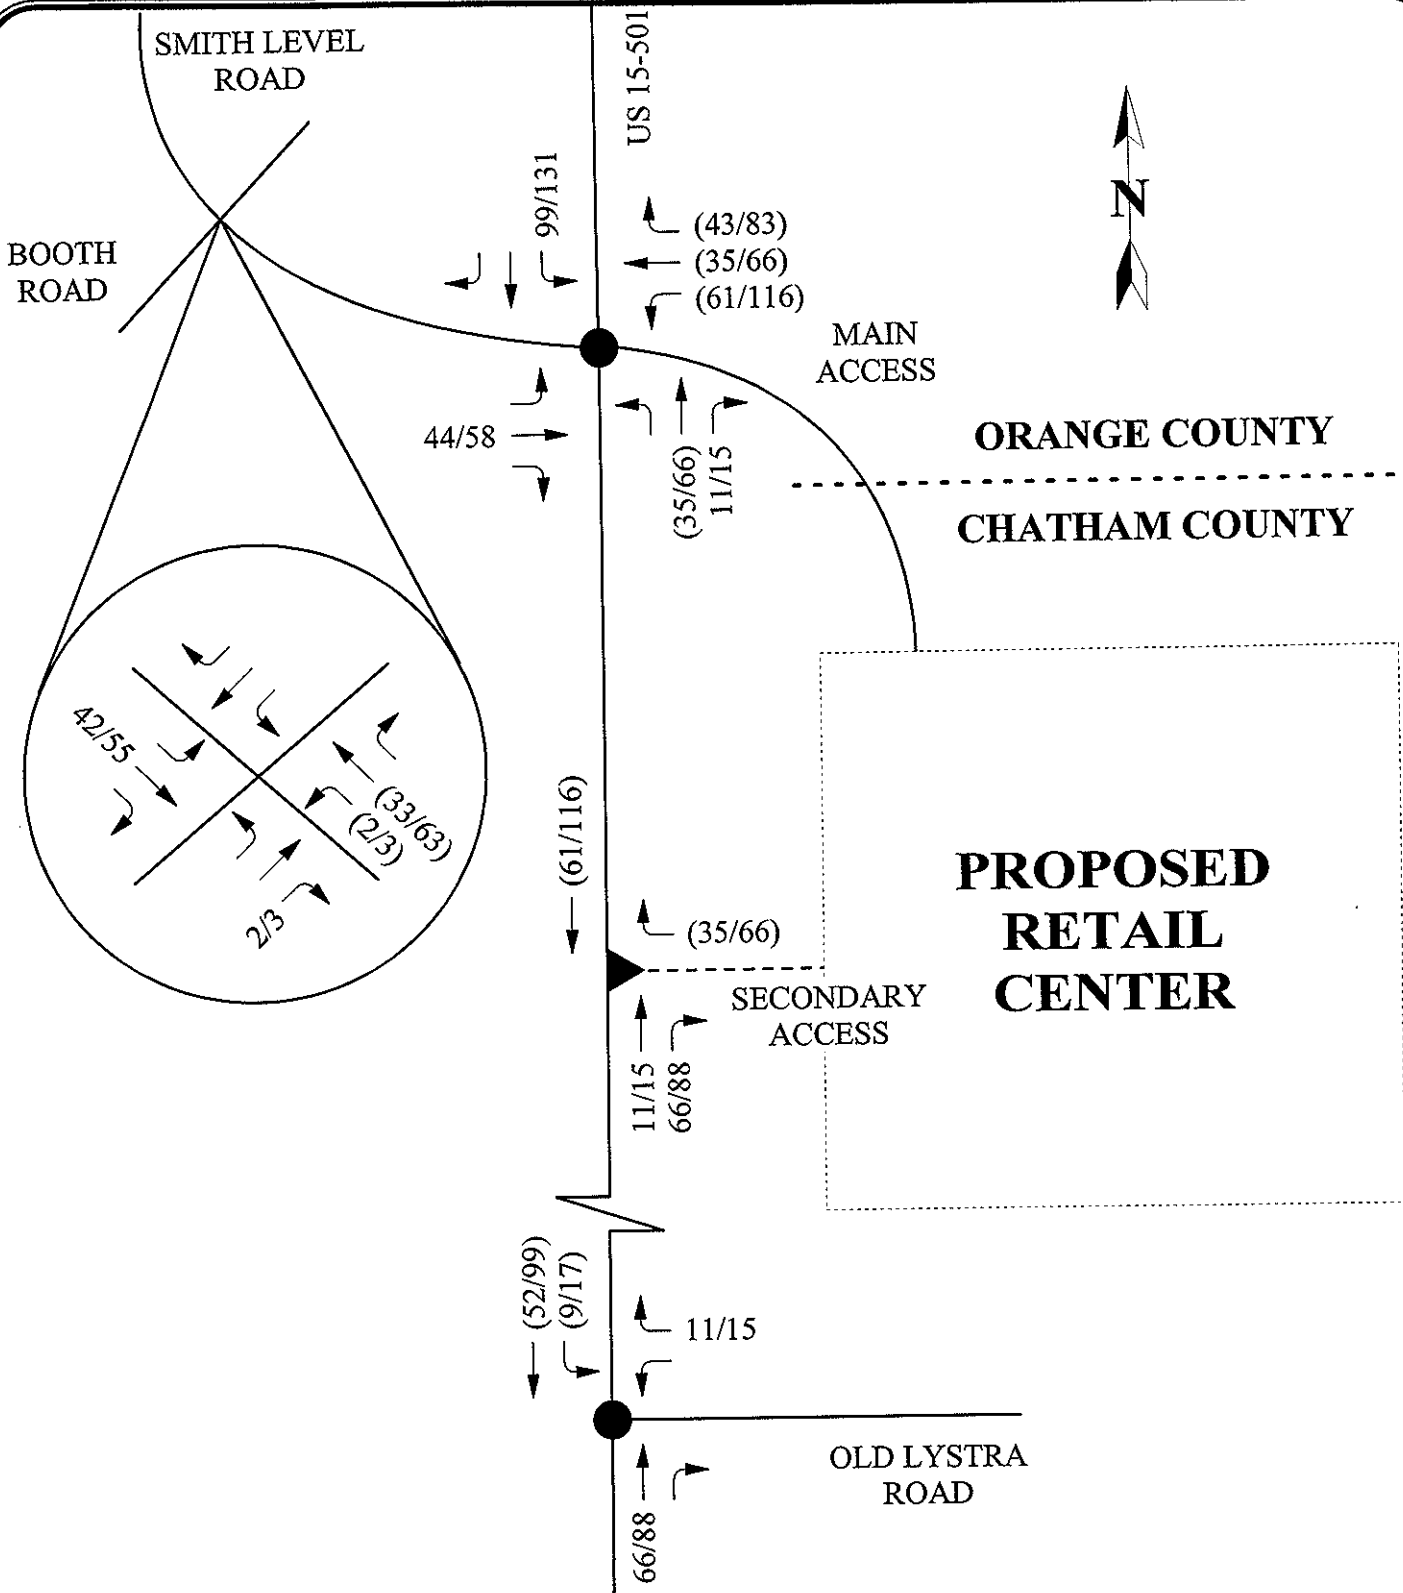 SMITH LEVEL
ROAD
US 15-501
99/131
(43/83)
(35/66)
(61/116)
N
BOOTH
ROAD
MAIN
ACCESS
44/58
(35/66)
11/15
ORANGE COUNTY
CHATHAM COUNTY
42/55
(33/63)
(2/3)
2/3
(61/116)
(35/66)
PROPOSED
RETAIL
CENTER
SECONDARY
ACCESS
11/15
66/88
(52/99)
(9/17)
11/15
OLD LYSTRA
ROAD
66/88